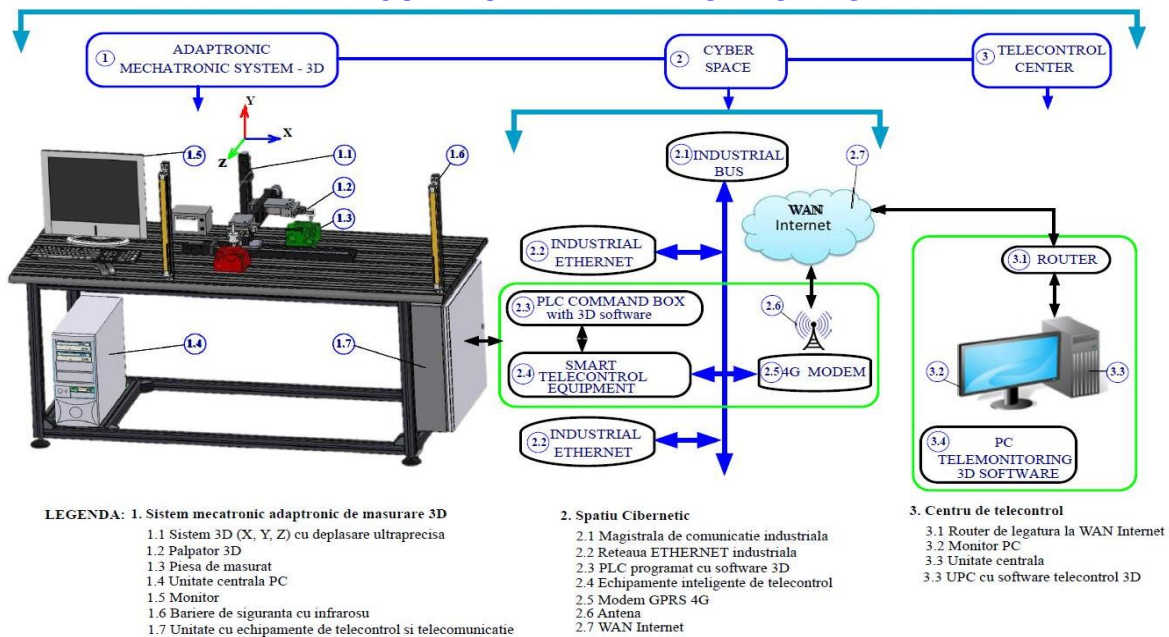 1 ADAPTRONIC
MECHATRONIC SYSTEM - 3D
2 CYBER
SPACE
3 TELECONTROL
CENTER
Y
X
Z
1.5
1.1
1.2
1.3
1.6
1.4
1.7
2.1 INDUSTRIAL
BUS
2.7
WAN
Internet
2.2 INDUSTRIAL
ETHERNET
2.3 PLC COMMAND BOX
with 3D software
2.6
2.4 SMART
TELECONTROL
EQUIPMENT
2.5 4G MODEM
2.2 INDUSTRIAL
ETHERNET
3.1 ROUTER
3.2
3.3
3.4 PC
TELEMONITORING
3D SOFTWARE
LEGENDA: 1. Sistem mecatronic adaptronic de masurare 3D
1.1 Sistem 3D (X, Y, Z) cu deplasare ultraprecisa
1.2 Palpator 3D
1.3 Piesa de masurat
1.4 Unitate centrala PC
1.5 Monitor
1.6 Bariere de siguranta cu infrarosu
1.7 Unitate cu echipamente de telecontrol si telecomunicatie
2. Spatiu Cibernetic
2.1 Magistrala de comunicatie industriala
2.2 Reteaua ETHERNET industriala
2.3 PLC programat cu software 3D
2.4 Echipamente inteligente de telecontrol
2.5 Modem GPRS 4G
2.6 Antena
2.7 WAN Internet
3. Centru de telecontrol
3.1 Router de legatura la WAN Internet
3.2 Monitor PC
3.3 Unitate centrala
3.3 UPC cu software telecontrol 3D